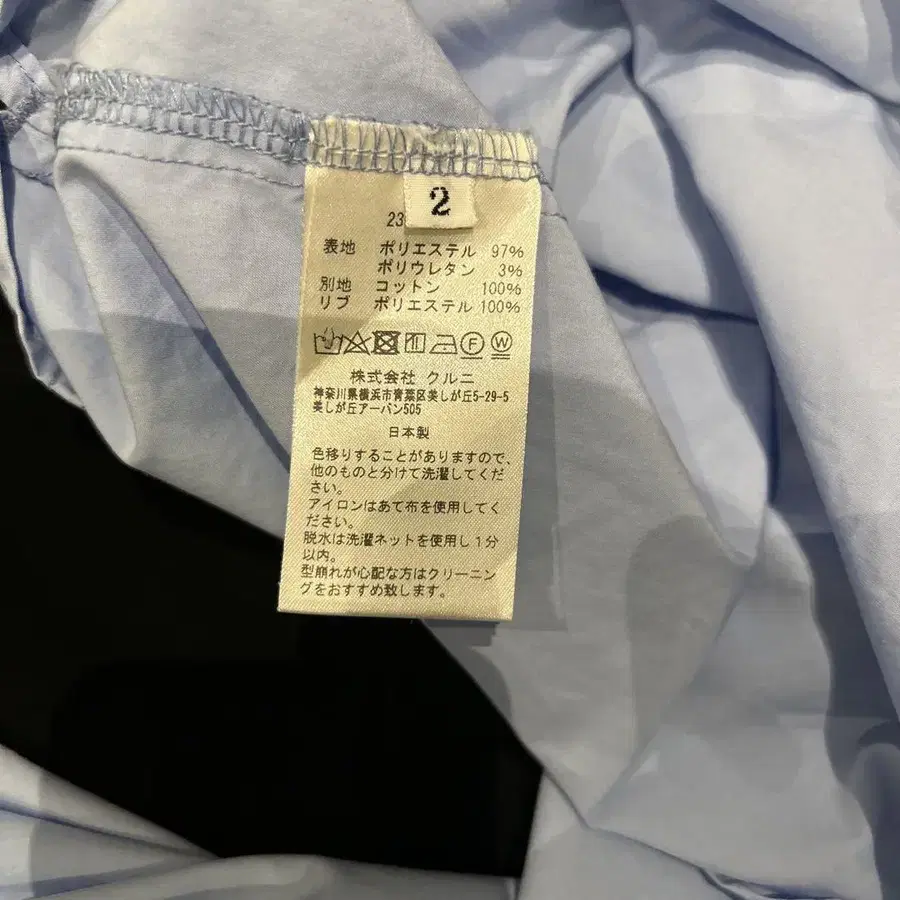 2
23
表地 ポリエステル 97%
ポリウレタン 3%
別地 コットン 100%
リブ ポリエステル 100%
F W
株式会社 クルニ
神奈川県横浜市青葉区美しが丘5-29-5
美しが丘アーバン505
日本製
色移りすることがありますので、
他のものと分けて洗濯してくだ
さい。
アイロンはあて布を使用してく
ださい。
脱水は洗濯ネットを使用し1分
以内。
型崩れが心配な方はクリーニン
グをおすすめ致します。